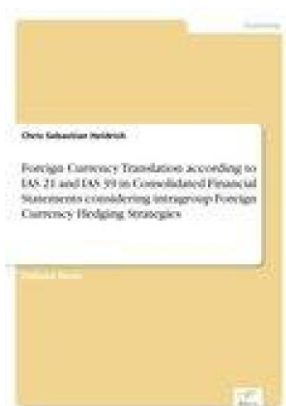 Chris Sebastian Heidrich
Foreign Currency Translation according to
IAS 21 and IAS 39 in Consolidated Financial
Statements considering intragroup Foreign
Currency Hedging Strategies